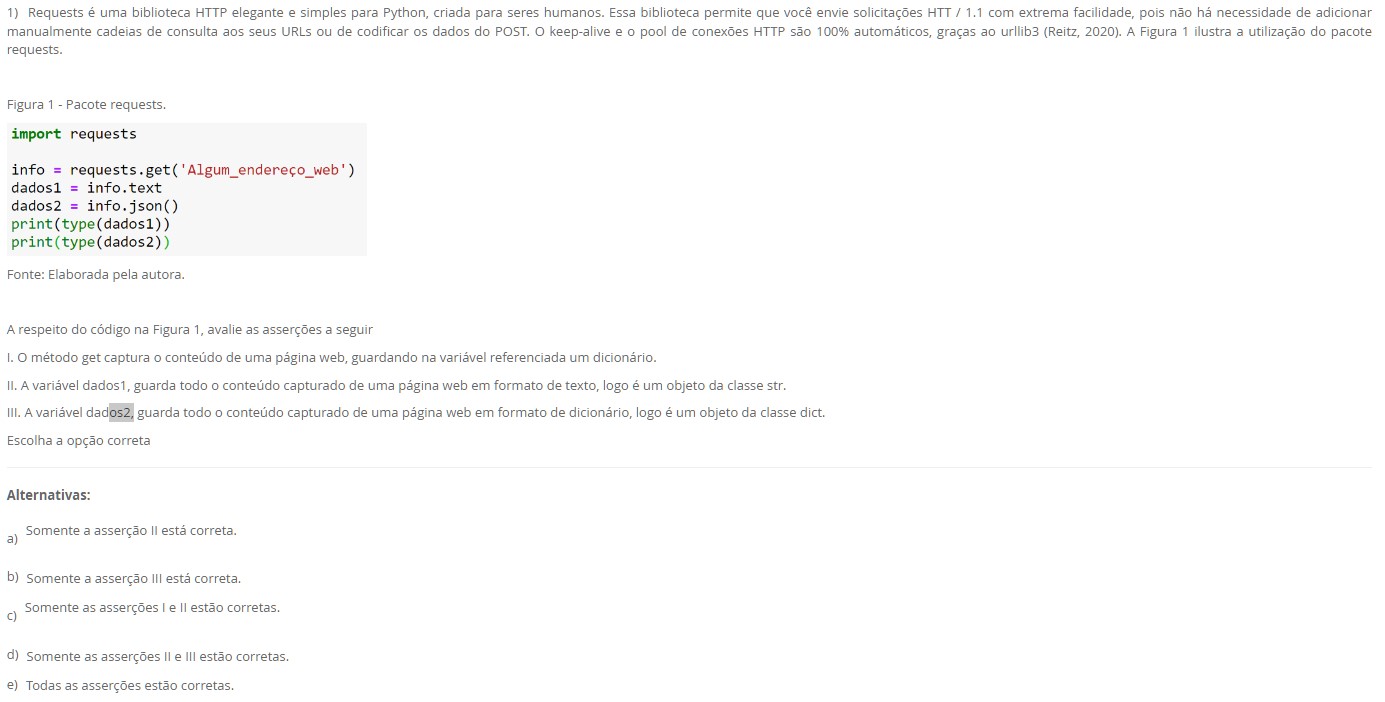 1) Requests é uma biblioteca HTTP elegante e simples para Python, criada para seres humanos. Essa biblioteca permite que você envie solicitações HTT / 1.1 com extrema facilidade, pois não há necessidade de adicionar
manualmente cadeias de consulta aos seus URLs ou de codificar os dados do POST. O keep-alive e o pool de conexões HTTP são 100% automáticos, graças ao urllib3 (Reitz, 2020). A Figura 1 ilustra a utilização do pacote
requests.
Figura 1 - Pacote requests.
import requests
info = requests.get('Algum_endereço_web')
dados1 = info.text
dados2 = info.json()
print(type(dados1))
print(type(dados2))
Fonte: Elaborada pela autora.
A respeito do código na Figura 1, avalie as asserções a seguir
I. O método get captura o conteúdo de uma página web, guardando na variável referenciada um dicionário.
II. A variável dados1, guarda todo o conteúdo capturado de uma página web em formato de texto, logo é um objeto da classe str.
III. A variável dados2, guarda todo o conteúdo capturado de uma página web em formato de dicionário, logo é um objeto da classe dict.
Escolha a opção correta
Alternativas:
a) Somente a asserção II está correta.
b) Somente a asserção III está correta.
c) Somente as asserções I e II estão corretas.
d) Somente as asserções II e III estão corretas.
e) Todas as asserções estão corretas.